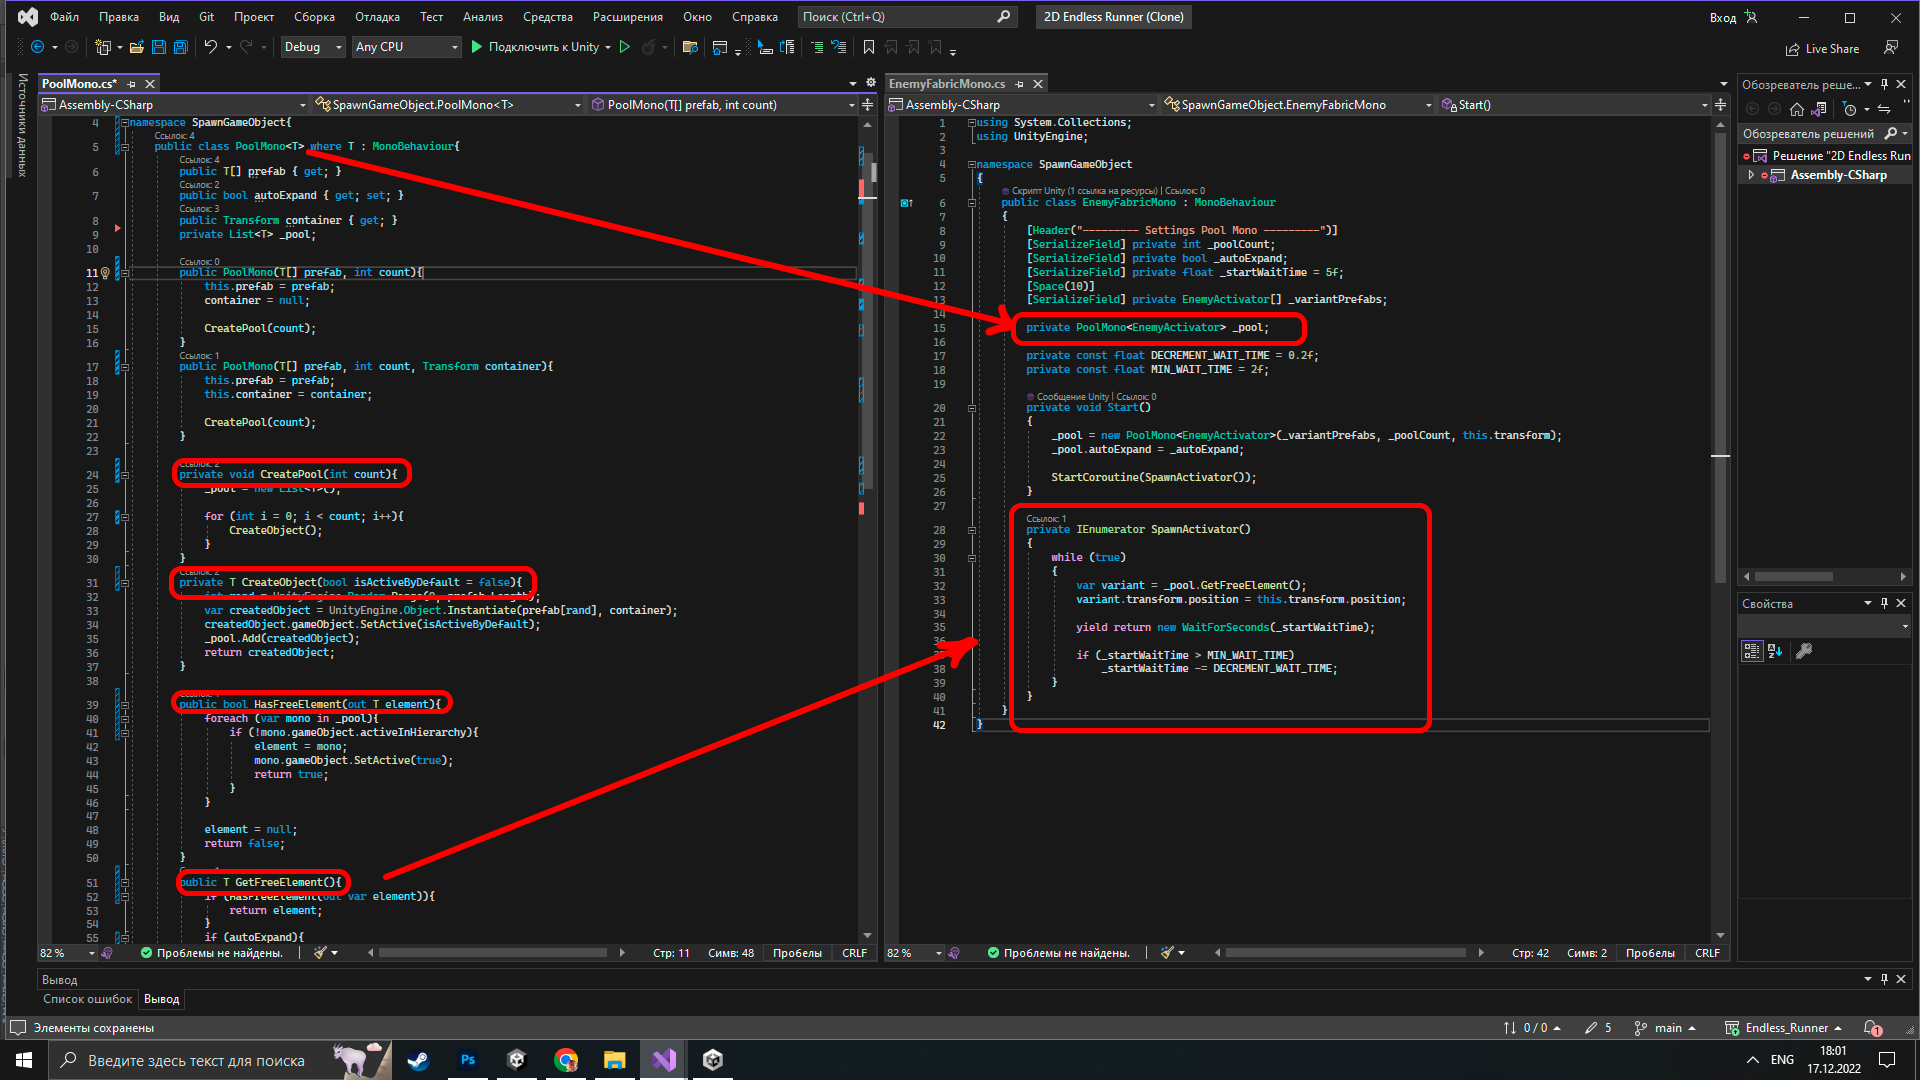 Файл Правка Вид Git Проект Сборка Отладка Тест Анализ Средства Расширения Окно Справка Поиск (Ctrl+Q) 2D Endless Runner (Clone) Вход
Debug Any CPU Подключить к Unity Live Share
Источники данных
PoolMono.cs*
Assembly-CSharp SpawnGameObject.PoolMono<T> PoolMono(T[] prefab, int count)
4 namespace SpawnGameObject{
Ссылок: 4
5 public class PoolMono<T> where T : MonoBehaviour{
Ссылок: 4
6 public T[] prefab { get; }
Ссылок: 2
7 public bool autoExpand { get; set; }
Ссылок: 3
8 public Transform container { get; }
9 private List<T> _pool;
10
Ссылок: 0
11 public PoolMono(T[] prefab, int count){
12 this.prefab = prefab;
13 container = null;
14
15 CreatePool(count);
16 }
Ссылок: 1
17 public PoolMono(T[] prefab, int count, Transform container){
18 this.prefab = prefab;
19 this.container = container;
20
21 CreatePool(count);
22 }
23
Ссылок: 2
24 private void CreatePool(int count){
25 _pool = new List<T>();
26
27 for (int i = 0; i < count; i++){
28 CreateObject();
29 }
30 }
Ссылок: 2
31 private T CreateObject(bool isActiveByDefault = false){
32 int rand = UnityEngine.Random.Range(0, prefab.Length);
33 var createdObject = UnityEngine.Object.Instantiate(prefab[rand], container);
34 createdObject.gameObject.SetActive(isActiveByDefault);
35 _pool.Add(createdObject);
36 return createdObject;
37 }
38
39 public bool HasFreeElement(out T element){
40 foreach (var mono in _pool){
41 if (!mono.gameObject.activeInHierarchy){
42 element = mono;
43 mono.gameObject.SetActive(true);
44 return true;
45 }
46 }
47
48 element = null;
49 return false;
50 }
51 public T GetFreeElement(){
52 if (HasFreeElement(out var element)){
53 return element;
54 }
55 if (autoExpand){
82 % Проблемы не найдены. Стр: 11 Симв: 48 Пробелы CRLF
EnemyFabricMono.cs
Assembly-CSharp SpawnGameObject.EnemyFabricMono Start()
1 using System.Collections;
2 using UnityEngine;
3
4 namespace SpawnGameObject
5 {
Скрипт Unity (1 ссылка на ресурсы) | Ссылок: 0
6 public class EnemyFabricMono : MonoBehaviour
7 {
8 [Header("--------- Settings Pool Mono ---------")]
9 [SerializeField] private int _poolCount;
10 [SerializeField] private bool _autoExpand;
11 [SerializeField] private float _startWaitTime = 5f;
12 [Space(10)]
13 [SerializeField] private EnemyActivator[] _variantPrefabs;
14
15 private PoolMono<EnemyActivator> _pool;
16
17 private const float DECREMENT_WAIT_TIME = 0.2f;
18 private const float MIN_WAIT_TIME = 2f;
19
Сообщение Unity | Ссылок: 0
20 private void Start()
21 {
22 _pool = new PoolMono<EnemyActivator>(_variantPrefabs, _poolCount, this.transform);
23 _pool.autoExpand = _autoExpand;
24
25 StartCoroutine(SpawnActivator());
26 }
27
Ссылок: 1
28 private IEnumerator SpawnActivator()
29 {
30 while (true)
31 {
32 var variant = _pool.GetFreeElement();
33 variant.transform.position = this.transform.position;
34
35 yield return new WaitForSeconds(_startWaitTime);
36
37 if (_startWaitTime > MIN_WAIT_TIME)
38 _startWaitTime -= DECREMENT_WAIT_TIME;
39 }
40 }
41 }
42 }
82 % Проблемы не найдены. Стр: 42 Симв: 2 Пробелы CRLF
Обозреватель реше...
Обозреватель решений
Решение "2D Endless Run
Assembly-CSharp
Свойства
Вывод
Список ошибок Вывод
Элементы сохранены 0 / 0 5 main Endless_Runner 1
Введите здесь текст для поиска Ps ENG 18:01
17.12.2022